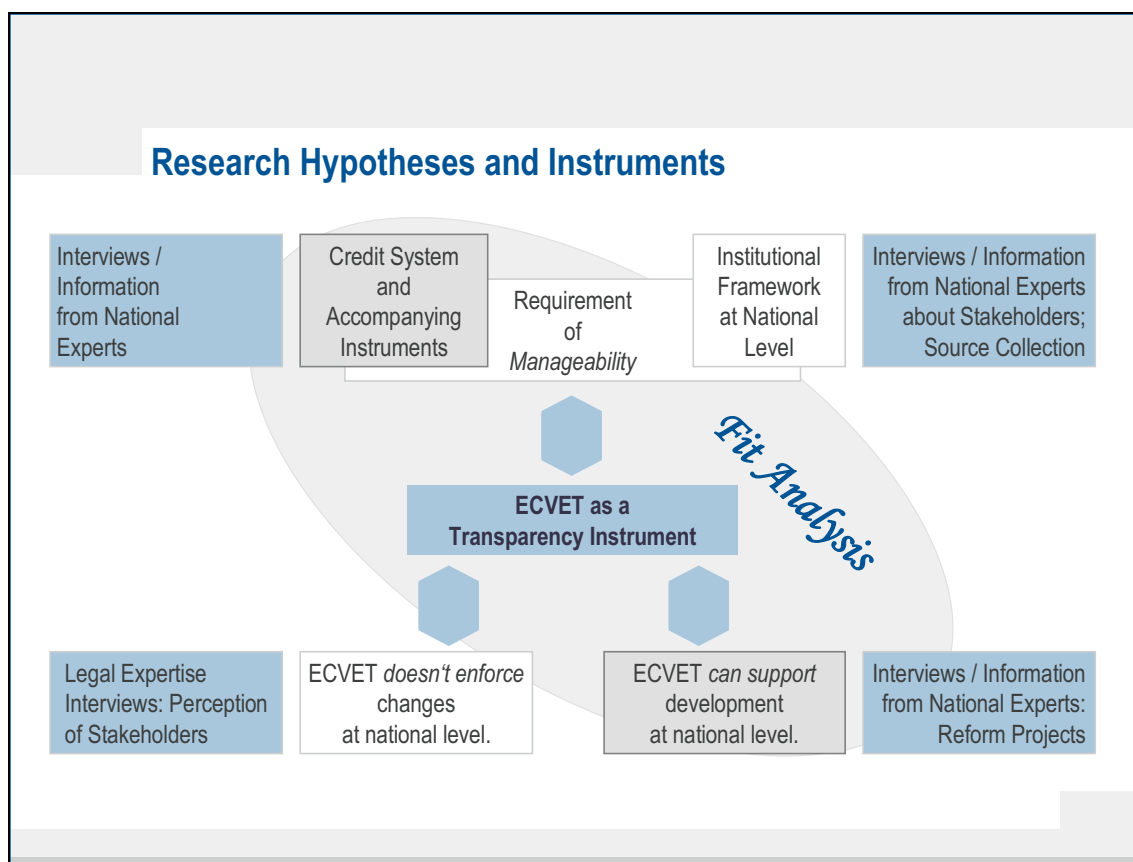 Research Hypotheses and Instruments
Interviews /
Information
from National
Experts
Credit System
and
Accompanying
Instruments
Requirement
of
Manageability
Institutional
Framework
at National
Level
Interviews / Information
from National Experts
about Stakeholders;
Source Collection
Fit Analysis
ECVET as a
Transparency Instrument
Legal Expertise
Interviews: Perception
of Stakeholders
ECVET doesn‘t enforce
changes
at national level.
ECVET can support
development
at national level.
Interviews / Information
from National Experts:
Reform Projects